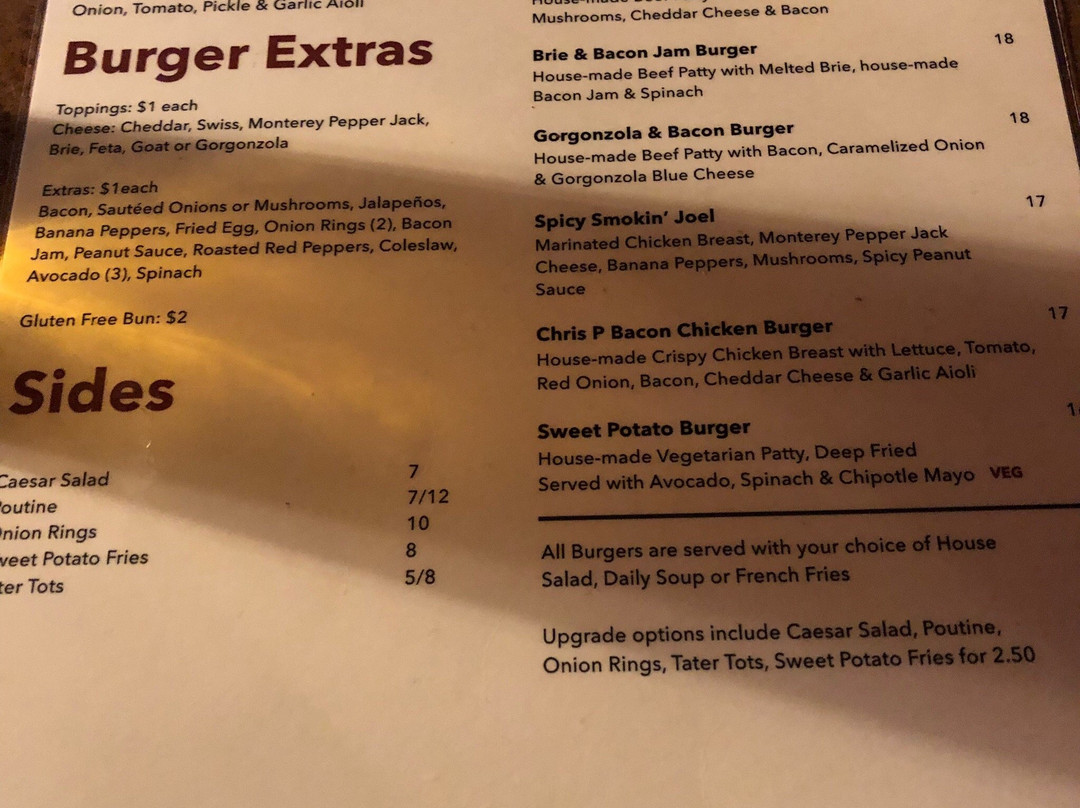 Onion, Tomato, Pickle & Garlic Aioli
Burger Extras
Toppings: $1 each
Cheese: Cheddar, Swiss, Monterey Pepper Jack,
Brie, Feta, Goat or Gorgonzola
Extras: $1each
Bacon, Sautéed Onions or Mushrooms, Jalapeños,
Banana Peppers, Fried Egg, Onion Rings (2), Bacon
Jam, Peanut Sauce, Roasted Red Peppers, Coleslaw,
Avocado (3), Spinach
Gluten Free Bun: $2
Sides
Caesar Salad 7
outine 7/12
nion Rings 10
weet Potato Fries 8
ter Tots 5/8
Mushrooms, Cheddar Cheese & Bacon
Brie & Bacon Jam Burger 18
House-made Beef Patty with Melted Brie, house-made
Bacon Jam & Spinach
Gorgonzola & Bacon Burger 18
House-made Beef Patty with Bacon, Caramelized Onion
& Gorgonzola Blue Cheese
Spicy Smokin' Joel 17
Marinated Chicken Breast, Monterey Pepper Jack
Cheese, Banana Peppers, Mushrooms, Spicy Peanut
Sauce
Chris P Bacon Chicken Burger 17
House-made Crispy Chicken Breast with Lettuce, Tomato,
Red Onion, Bacon, Cheddar Cheese & Garlic Aioli
Sweet Potato Burger
House-made Vegetarian Patty, Deep Fried
Served with Avocado, Spinach & Chipotle Mayo VEG
All Burgers are served with your choice of House
Salad, Daily Soup or French Fries
Upgrade options include Caesar Salad, Poutine,
Onion Rings, Tater Tots, Sweet Potato Fries for 2.50